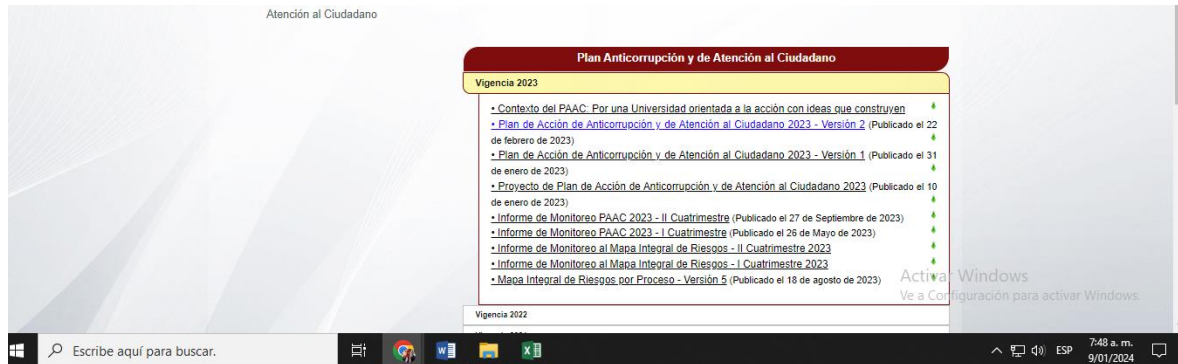 Atención al Ciudadano
Plan Anticorrupción y de Atención al Ciudadano
Vigencia 2023
• Contexto del PAAC: Por una Universidad orientada a la acción con ideas que construyen
• Plan de Acción de Anticorrupción y de Atención al Ciudadano 2023 - Versión 2 (Publicado el 22
de febrero de 2023)
• Plan de Acción de Anticorrupción y de Atención al Ciudadano 2023 - Versión 1 (Publicado el 31
de enero de 2023)
• Proyecto de Plan de Acción de Anticorrupción y de Atención al Ciudadano 2023 (Publicado el 10
de enero de 2023)
• Informe de Monitoreo PAAC 2023 - II Cuatrimestre (Publicado el 27 de Septiembre de 2023)
• Informe de Monitoreo PAAC 2023 - I Cuatrimestre (Publicado el 26 de Mayo de 2023)
• Informe de Monitoreo al Mapa Integral de Riesgos - II Cuatrimestre 2023
• Informe de Monitoreo al Mapa Integral de Riesgos - I Cuatrimestre 2023
• Mapa Integral de Riesgos por Proceso - Versión 5 (Publicado el 18 de agosto de 2023)
Activar Windows
Ve a Configuración para activar Windows.
Vigencia 2022
Escribe aquí para buscar.
ESP
7:48 a. m.
9/01/2024